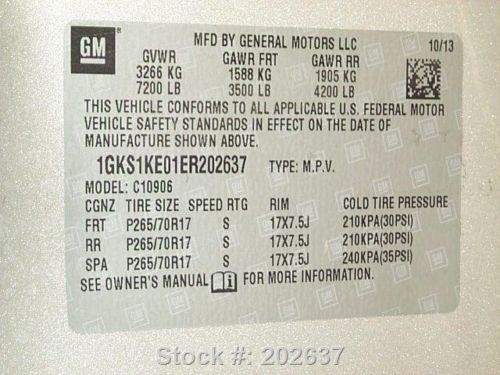 GM
MFD BY GENERAL MOTORS LLC 10/13
GVWR GAWR FRT GAWR RR
3266 KG 1588 KG 1905 KG
7200 LB 3500 LB 4200 LB
THIS VEHICLE CONFORMS TO ALL APPLICABLE U.S. FEDERAL MOTOR
VEHICLE SAFETY STANDARDS IN EFFECT ON THE DATE OF
MANUFACTURE SHOWN ABOVE.
1GKS1KE01ER202637 TYPE: M.P.V.
MODEL: C10906
CGNZ TIRE SIZE SPEED RTG RIM COLD TIRE PRESSURE
FRT P265/70R17 S 17X7.5J 210KPA(30PSI)
RR P265/70R17 S 17X7.5J 210KPA(30PSI)
SPA P265/70R17 S 17X7.5J 240KPA(35PSI)
SEE OWNER'S MANUAL FOR MORE INFORMATION.
Stock #: 202637